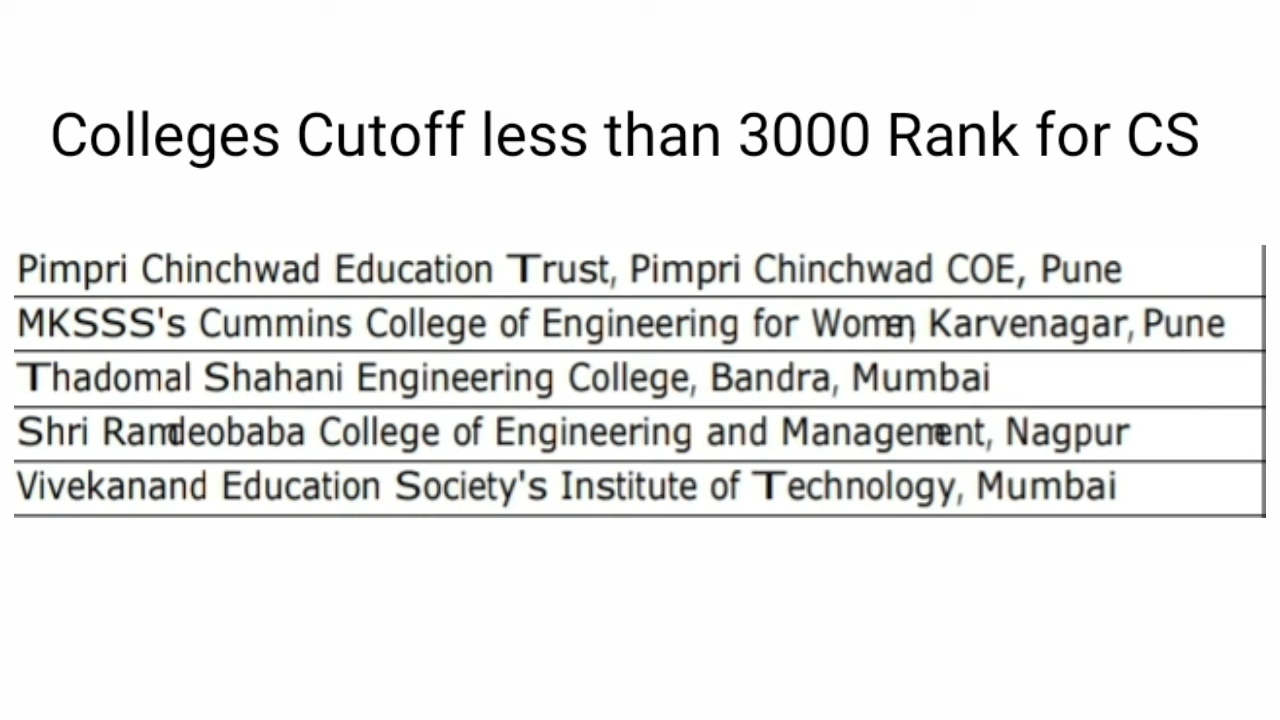 Colleges Cutoff less than 3000 Rank for CS
Pimpri Chinchwad Education Trust, Pimpri Chinchwad COE, Pune
MKSSS's Cummins College of Engineering for Women, Karvenagar, Pune
Thadomal Shahani Engineering College, Bandra, Mumbai
Shri Ramdeobaba College of Engineering and Management, Nagpur
Vivekanand Education Society's Institute of Technology, Mumbai